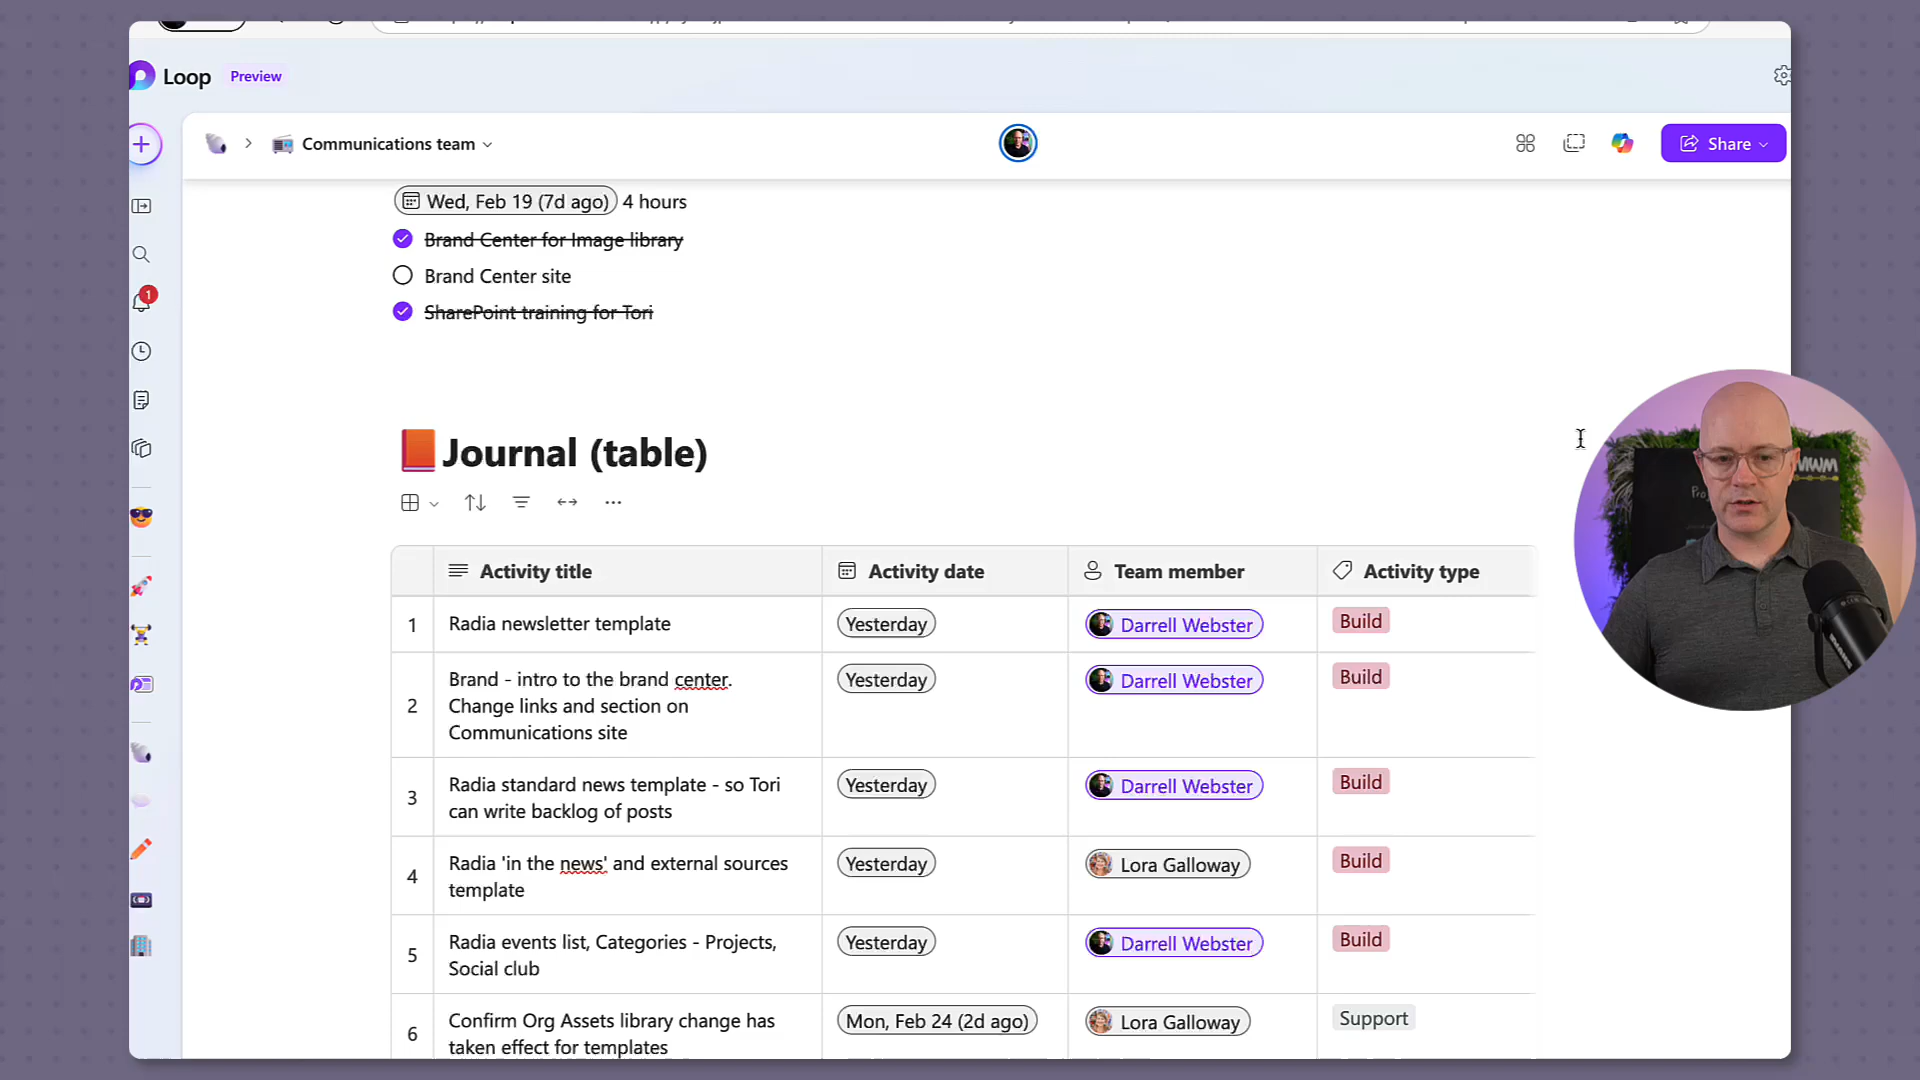 Loop Preview
Communications team
Share
Wed, Feb 19 (7d ago) 4 hours
Brand Center for Image library
Brand Center site
1
SharePoint training for Tori
Journal (table)
MWM
Activity title Activity date Team member Activity type
1 Radia newsletter template Yesterday Darrell Webster Build
2 Brand - intro to the brand center. Yesterday Darrell Webster Build
Change links and section on
Communications site
3 Radia standard news template - so Tori Yesterday Darrell Webster Build
can write backlog of posts
4 Radia 'in the news' and external sources Yesterday Lora Galloway Build
template
5 Radia events list, Categories - Projects, Yesterday Darrell Webster Build
Social club
6 Confirm Org Assets library change has Mon, Feb 24 (2d ago) Lora Galloway Support
taken effect for templates